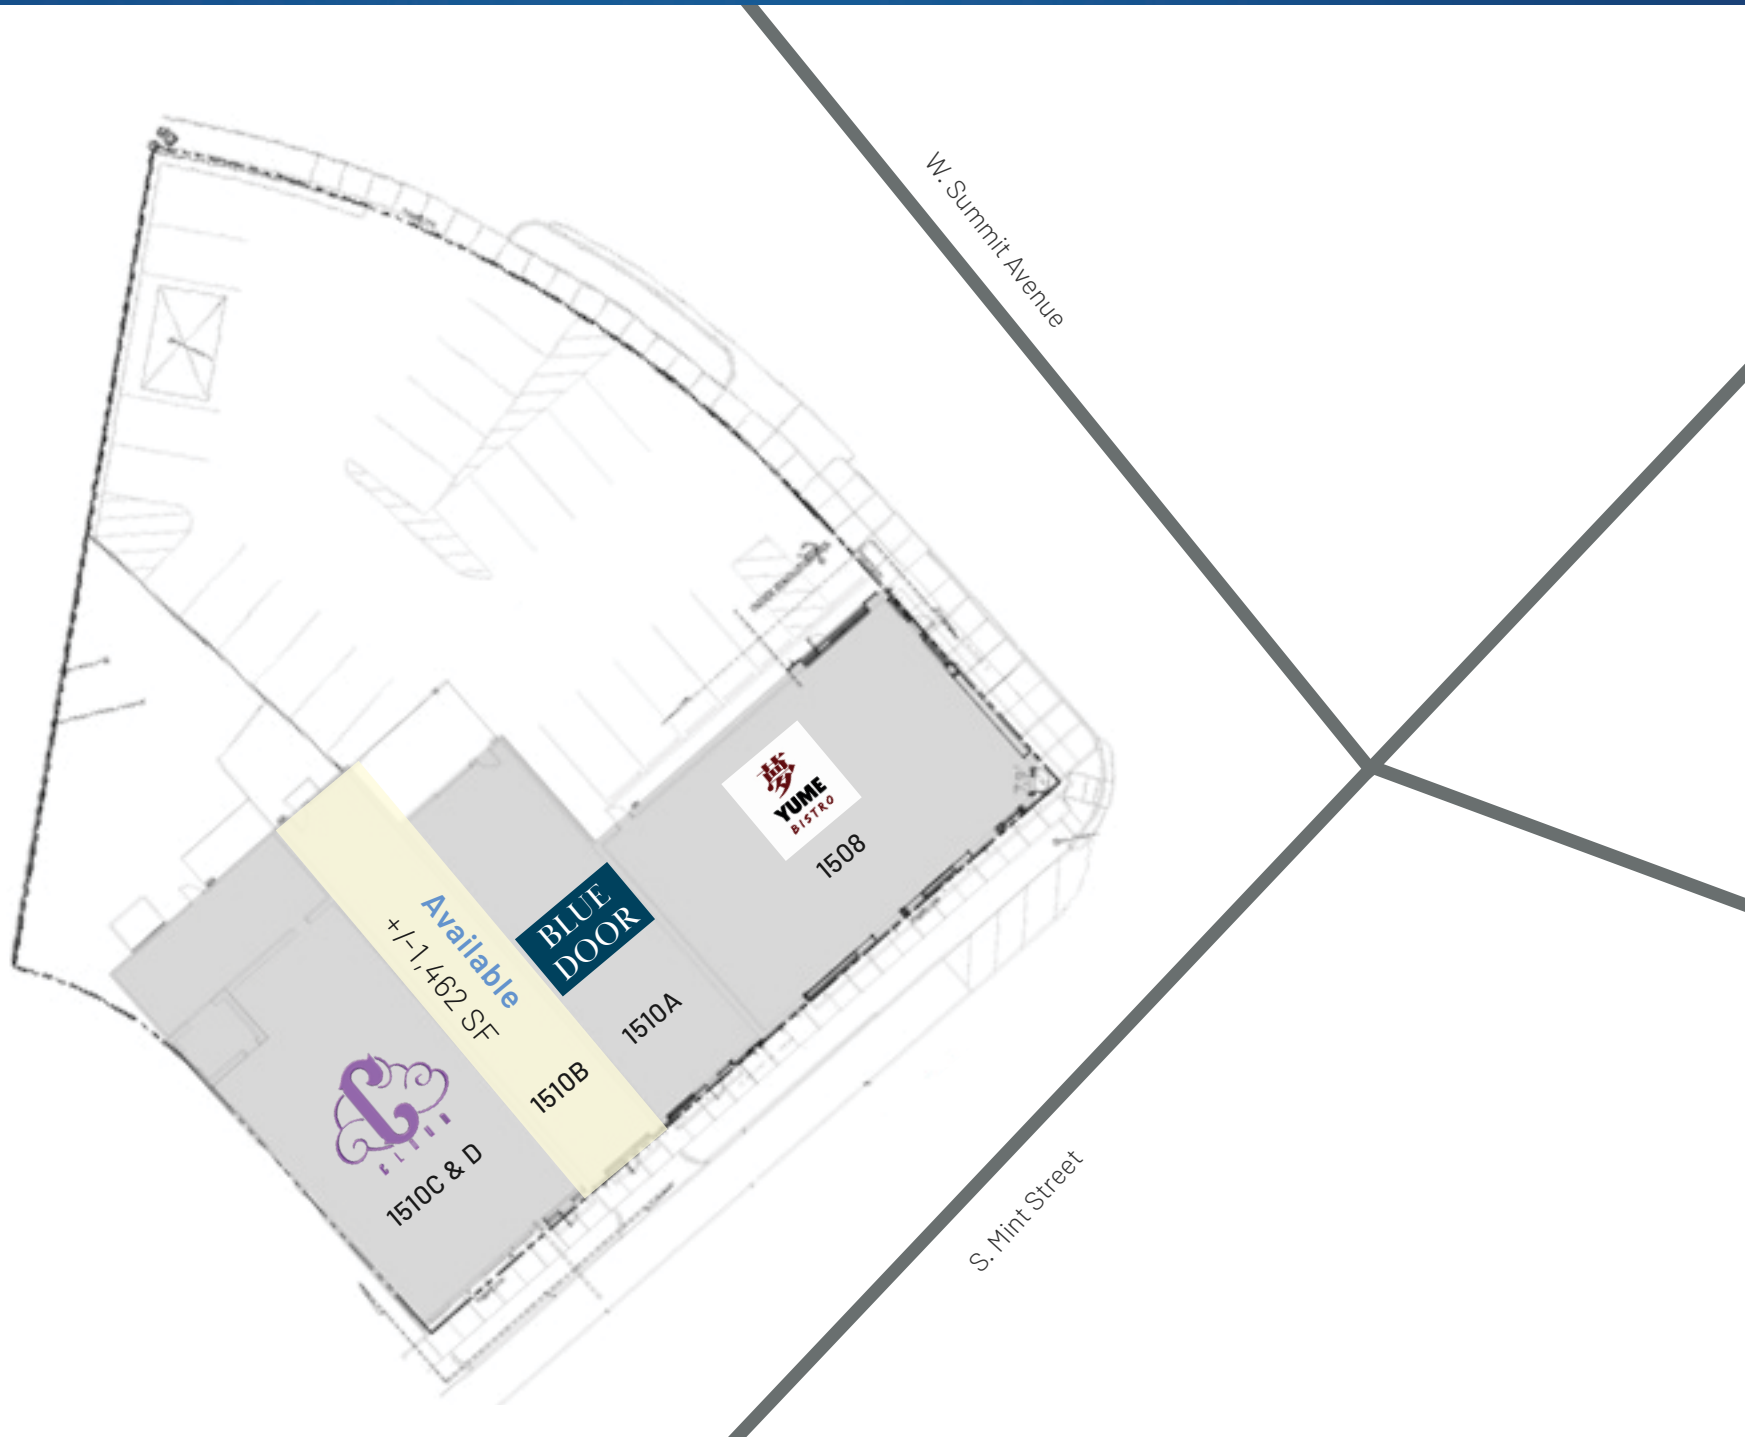 W. Summit Avenue
夢
YUME
BISTRO
1508
BLUE
DOOR
1510A
Available
+/-1,462 SF
1510B
1510C & D
S. Mint Street